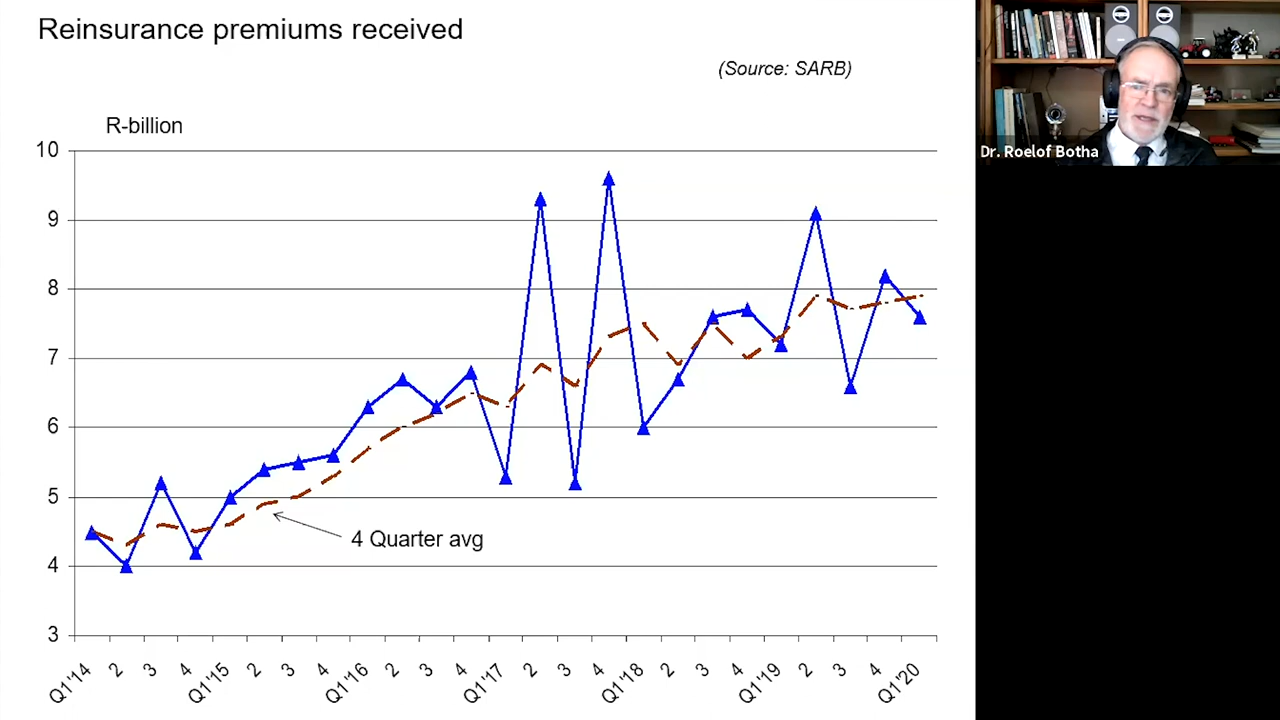 Reinsurance premiums received
(Source: SARB)
R-billion
10
9
8
7
6
5
4
3
4 Quarter avg
Q1'14 2 3 4 Q1'15 2 3 4 Q1'16 2 3 4 Q1'17 2 3 4 Q1'18 2 3 4 Q1'19 2 3 4 Q1'20
Dr. Roelof Botha